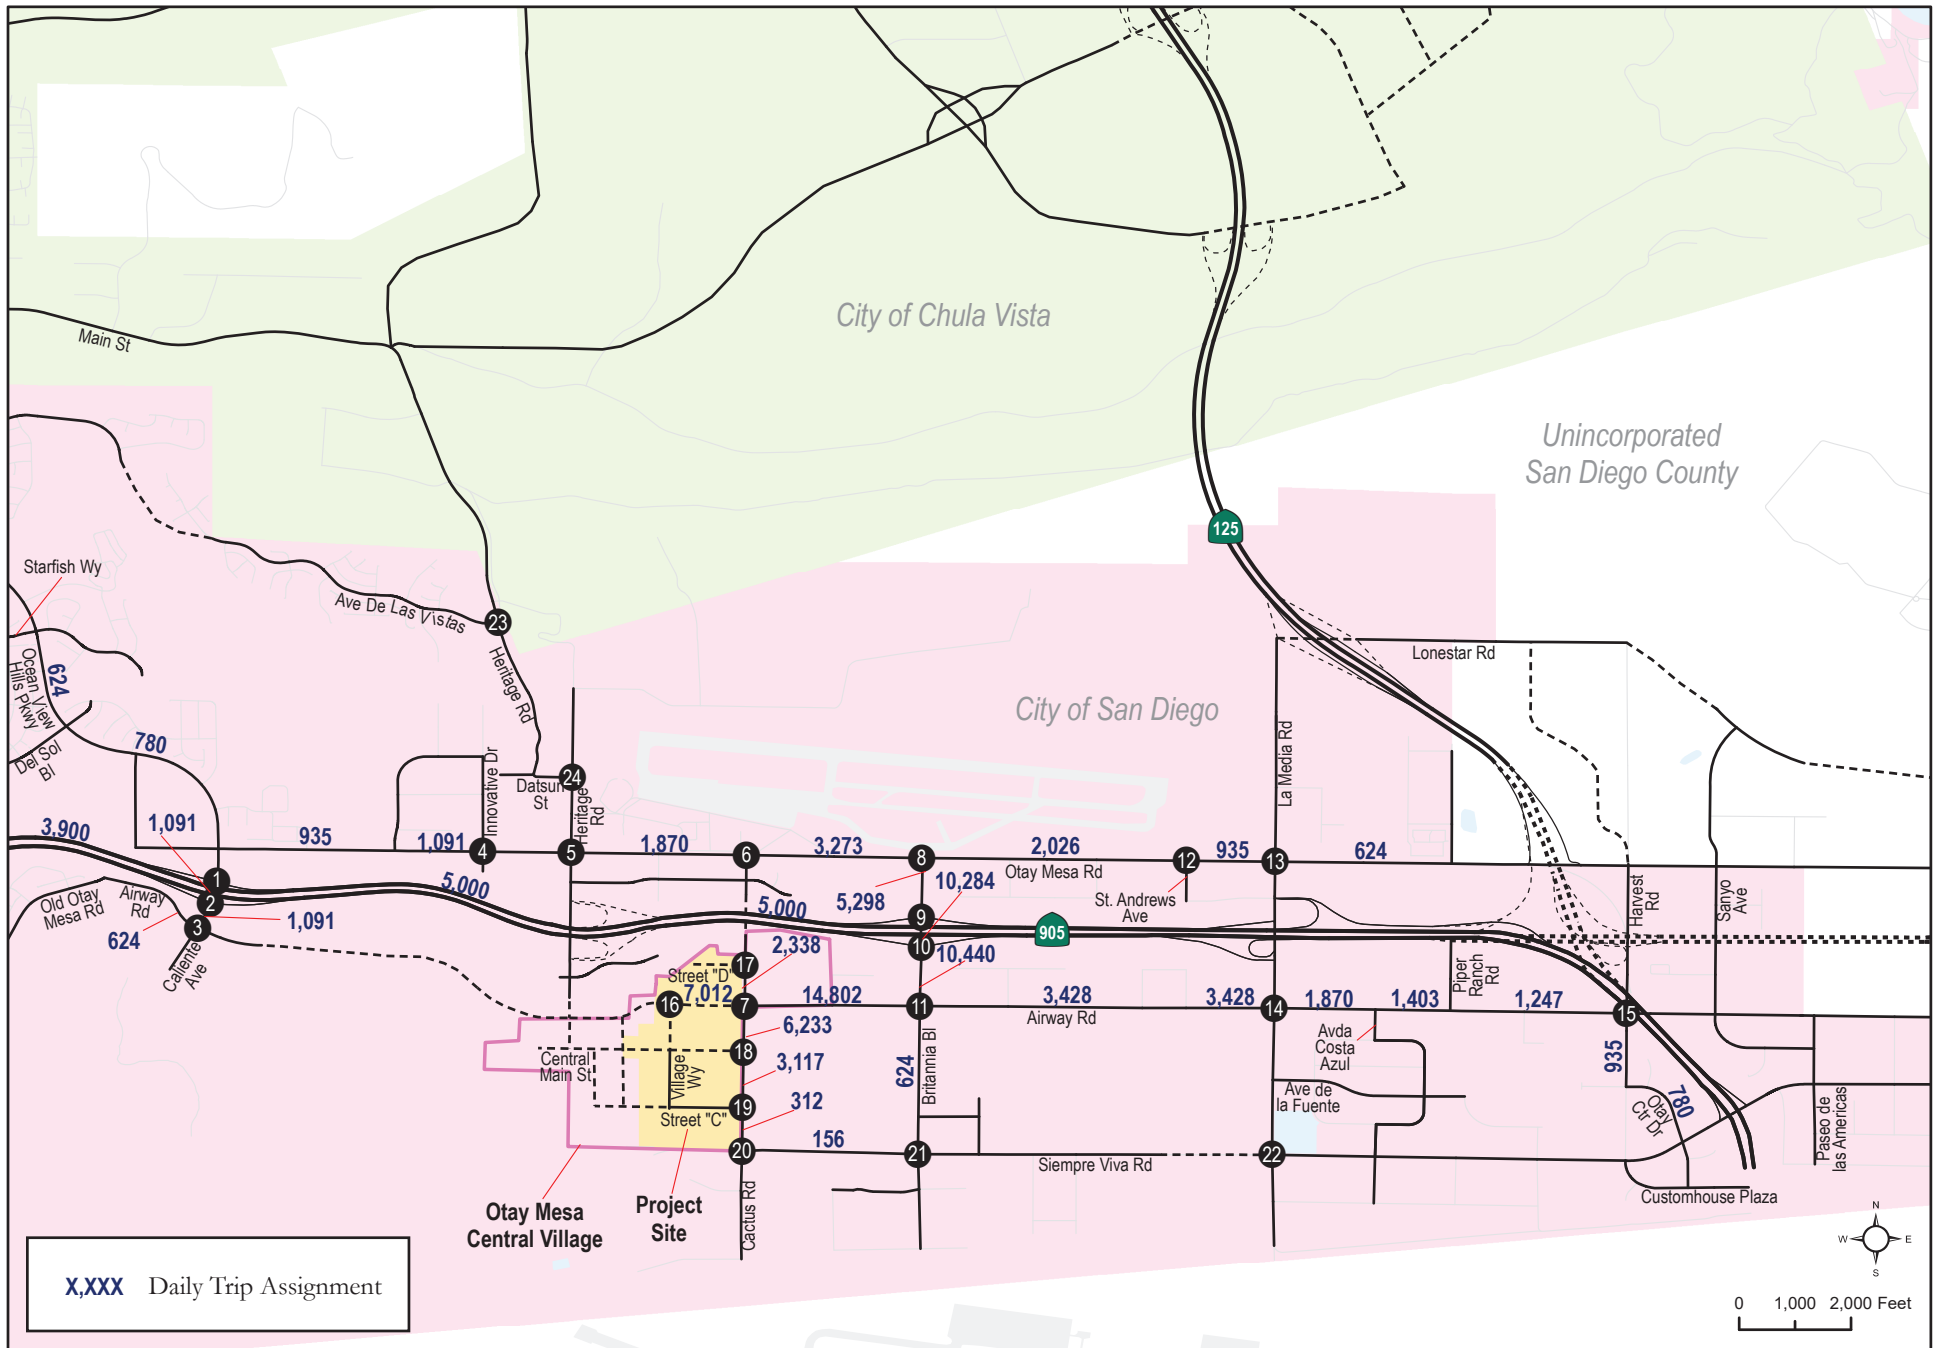 City of Chula Vista
Main St
Unincorporated
San Diego County
125
Starfish Wy
Ave De Las Vistas
23
Heritage Rd
Ocean View
Hills Pkwy
624
Del Sol
Bl
780
Lonestar Rd
City of San Diego
La Media Rd
Innovative Dr
Datsun
St
24
Heritage
Rd
3,900
1,091
935
1,091
4
5
1,870
6
3,273
8
2,026
12
935
13
624
Otay Mesa Rd
1
2
3
Old Otay
Mesa Rd
Airway
Rd
624
1,091
Caliente
Ave
5,000
5,000
5,298
10,284
9
10
10,440
St. Andrews
Ave
905
Harvest
Rd
Sanyo
Ave
Piper
Ranch
Rd
2,338
17
Street "D"
16
7,012
7
14,802
11
3,428
Airway Rd
3,428
14
1,870
1,403
1,247
15
6,233
18
3,117
Central
Main St
Village
Wy
19
312
Street "C"
20
156
21
624
Britannia Bl
Siempre Viva Rd
22
Avda
Costa
Azul
Ave de
la Fuente
935
780
Otay
Ctr Dr
Paseo de
las Americas
Customhouse Plaza
Otay Mesa
Central Village
Project
Site
Cactus Rd
X,XXX Daily Trip Assignment
N
W
E
S
0 1,000 2,000 Feet